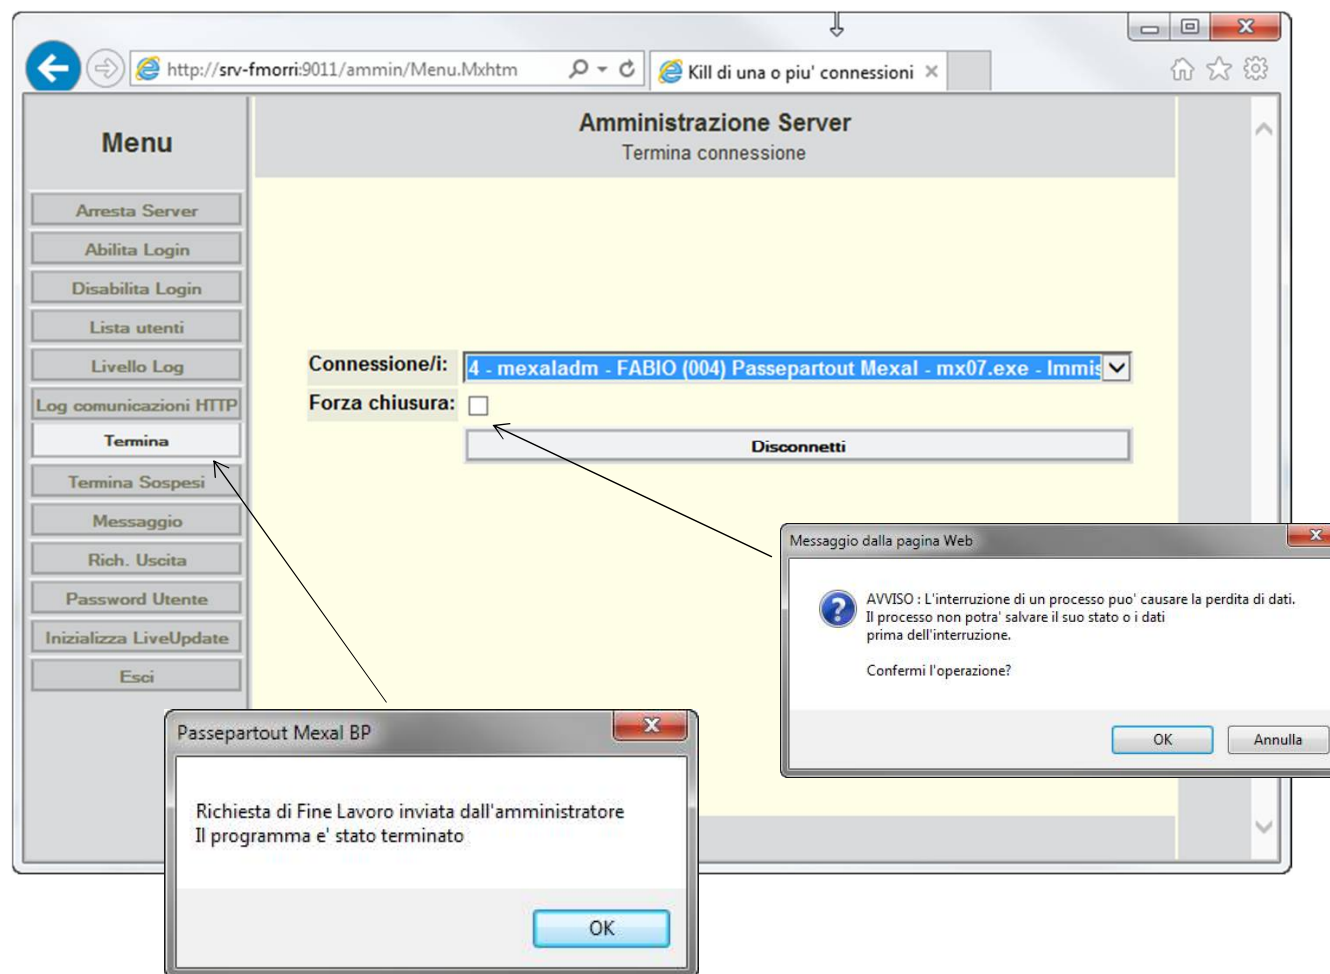 http://srv-fmorri:9011/ammin/Menu.Mxhtm
Kill di una o piu' connessioni
Menu
Amministrazione Server
Termina connessione
Arresta Server
Abilita Login
Disabilita Login
Lista utenti
Livello Log
Log comunicazioni HTTP
Termina
Termina Sospesi
Messaggio
Rich. Uscita
Password Utente
Inizializza LiveUpdate
Esci
Connessione/i:
4 - mexaladm - FABIO (004) Passepartout Mexal - mx07.exe - Immis
Forza chiusura:
Disconnetti
Messaggio dalla pagina Web
AVVISO : L'interruzione di un processo puo' causare la perdita di dati.
Il processo non potra' salvare il suo stato o i dati
prima dell'interruzione.
Confermi l'operazione?
OK
Annulla
Passepartout Mexal BP
Richiesta di Fine Lavoro inviata dall'amministratore
Il programma e' stato terminato
OK